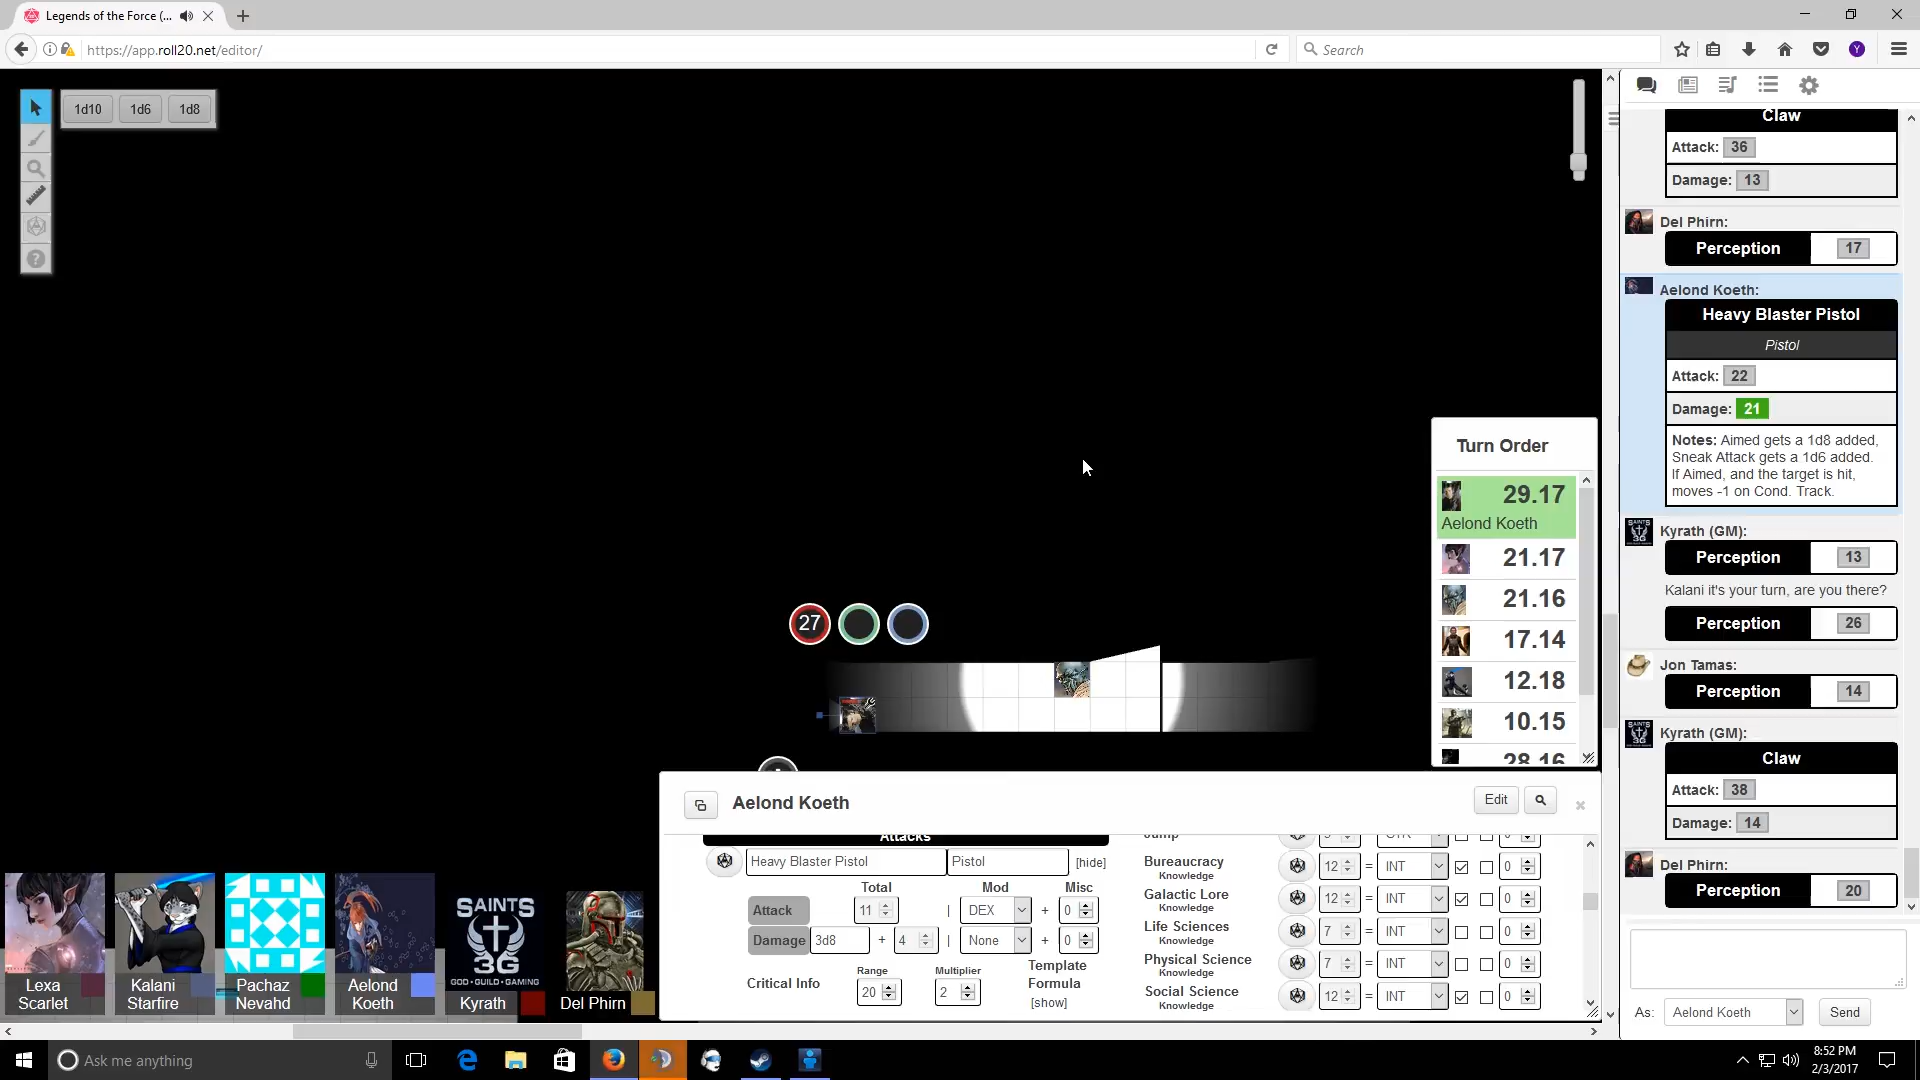 Legends of the Force (...
https://app.roll20.net/editor/
Search
1d10
1d6
1d8
27
Turn Order
29.17
Aelond Koeth
21.17
21.16
17.14
12.18
10.15
28.16
Claw
Attack: 36
Damage: 13
Del Phirn:
Perception 17
Aelond Koeth:
Heavy Blaster Pistol
Pistol
Attack: 22
Damage: 21
Notes: Aimed gets a 1d8 added,
Sneak Attack gets a 1d6 added.
If Aimed, and the target is hit,
moves -1 on Cond. Track.
Kyrath (GM):
Perception 13
Kalani it's your turn, are you there?
Perception 26
Jon Tamas:
Perception 14
Kyrath (GM):
Claw
Attack: 38
Damage: 14
Del Phirn:
Perception 20
As: Aelond Koeth Send
Aelond Koeth
Edit
Attacks
Heavy Blaster Pistol Pistol [hide]
Total Mod Misc
Attack 11 | DEX + 0
Damage 3d8 + 4 | None + 0
Critical Info
Range
20
Multiplier
2
Template
Formula
[show]
Jump
Bureaucracy 12 = INT 0
Knowledge
Galactic Lore 12 = INT 0
Knowledge
Life Sciences 7 = INT 0
Knowledge
Physical Science 7 = INT 0
Knowledge
Social Science 12 = INT 0
Knowledge
Lexa
Scarlet
Kalani
Starfire
Pachaz
Nevahd
Aelond
Koeth
SAINTS
3G
GOD • GUILD • GAMING
Kyrath
Del Phirn
Ask me anything
8:52 PM
2/3/2017